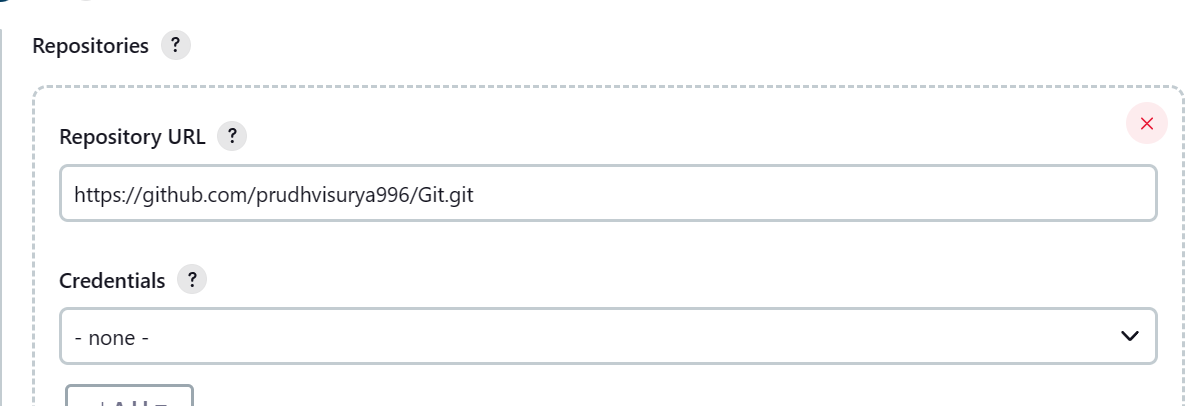 Repositories ?
Repository URL ?
https://github.com/prudhvisurya996/Git.git
Credentials ?
- none -